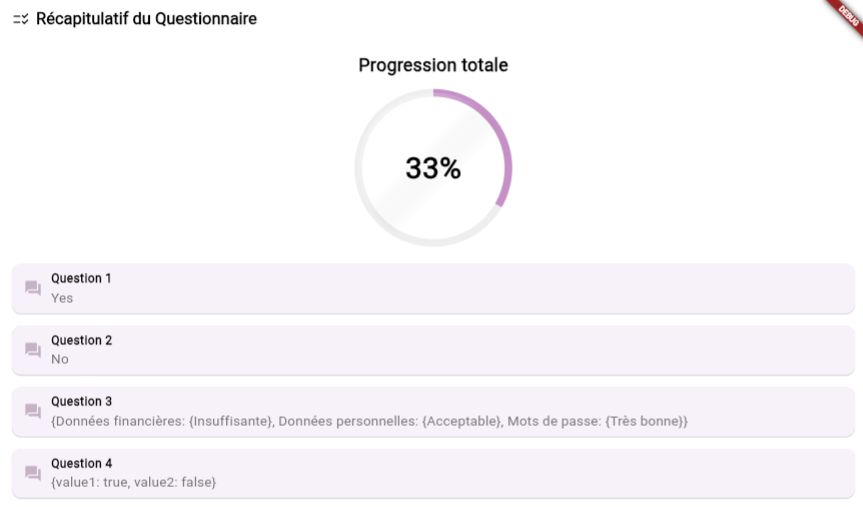 Récapitulatif du Questionnaire
DEBUG
Progression totale
33%
Question 1
Yes
Question 2
No
Question 3
{Données financières: {Insuffisante}, Données personnelles: {Acceptable}, Mots de passe: {Très bonne}}
Question 4
{value1: true, value2: false}